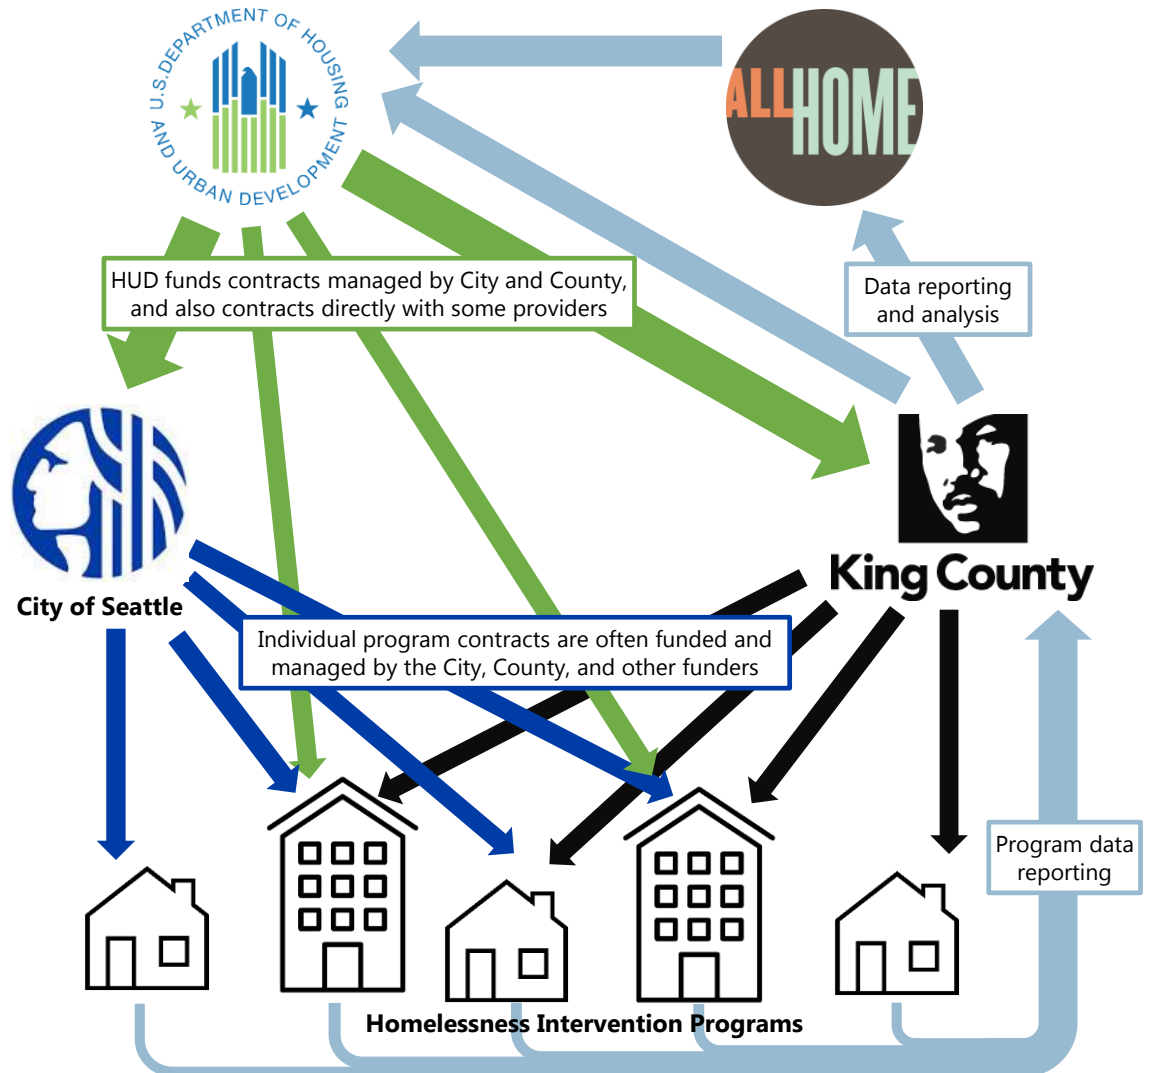 U.S. DEPARTMENT OF HOUSING
AND URBAN DEVELOPMENT
ALL
HOME
HUD funds contracts managed by City and County,
and also contracts directly with some providers
Data reporting
and analysis
King County
City of Seattle
Individual program contracts are often funded and
managed by the City, County, and other funders
Program data
reporting
Homelessness Intervention Programs